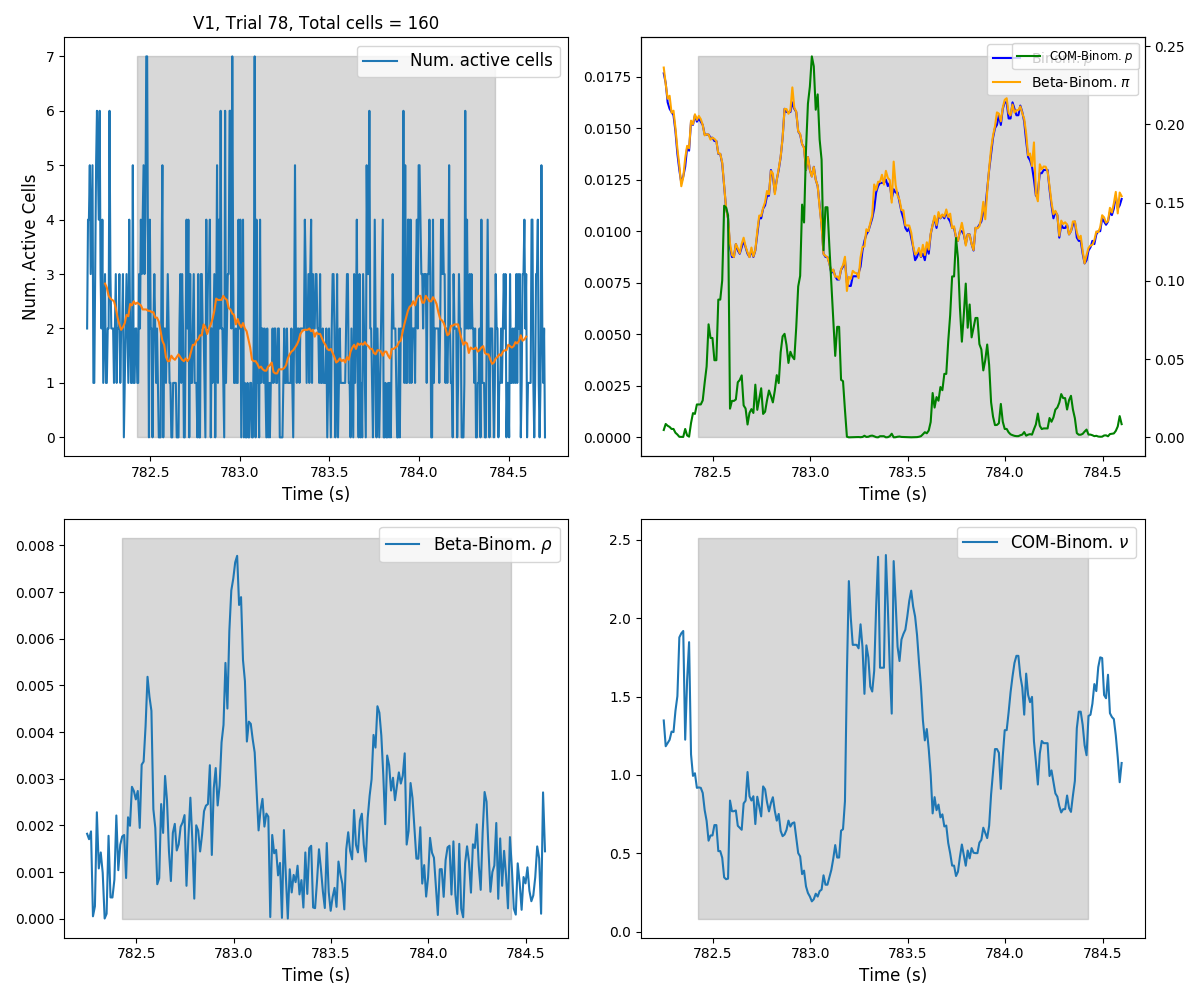 V1, Trial 78, Total cells = 160
Num. active cells
Num. Active Cells
7
6
5
4
3
2
1
0
782.5 783.0 783.5 784.0 784.5
Time (s)
COM-Binom. p
Binom. p
Beta-Binom. π
0.0175
0.0150
0.0125
0.0100
0.0075
0.0050
0.0025
0.0000
0.25
0.20
0.15
0.10
0.05
0.00
782.5 783.0 783.5 784.0 784.5
Time (s)
Beta-Binom. ρ
0.008
0.007
0.006
0.005
0.004
0.003
0.002
0.001
0.000
782.5 783.0 783.5 784.0 784.5
Time (s)
COM-Binom. ν
2.5
2.0
1.5
1.0
0.5
0.0
782.5 783.0 783.5 784.0 784.5
Time (s)